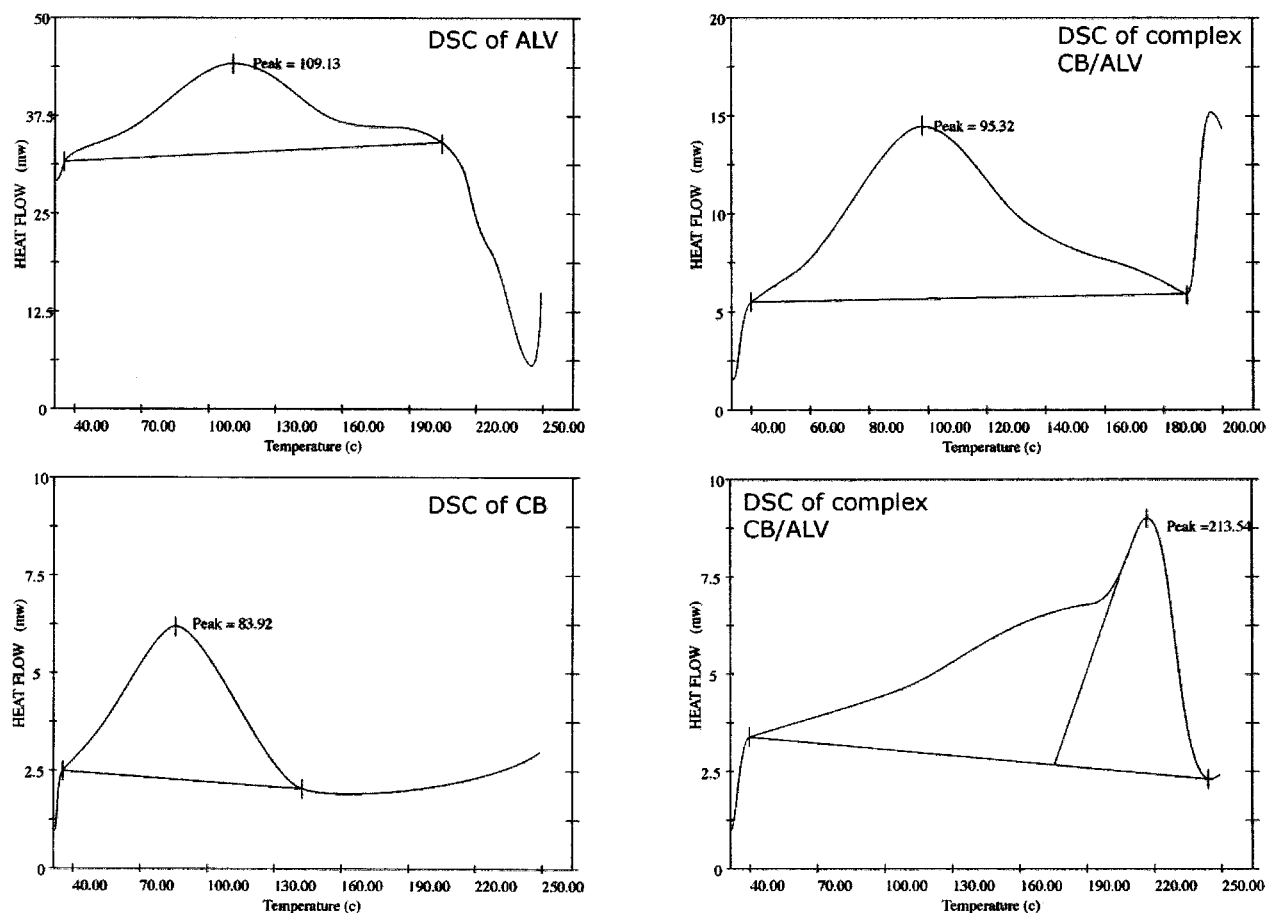 50
DSC of ALV
Peak = 109.13
37.5
HEAT FLOW (mw)
25
12.5
0
40.00 70.00 100.00 130.00 160.00 190.00 220.00 250.00
Temperature (c)
20
DSC of complex
CB/ALV
15
Peak = 95.32
HEAT FLOW (mw)
10
5
0
40.00 60.00 80.00 100.00 120.00 140.00 160.00 180.00 200.00
Temperature (c)
10
DSC of CB
7.5
Peak = 83.92
HEAT FLOW (mw)
5
2.5
0
40.00 70.00 100.00 130.00 160.00 190.00 220.00 250.00
Temperature (c)
10
DSC of complex
CB/ALV
Peak =213.54
7.5
HEAT FLOW (mw)
5
2.5
0
40.00 70.00 100.00 130.00 160.00 190.00 220.00 250.00
Temperature (c)